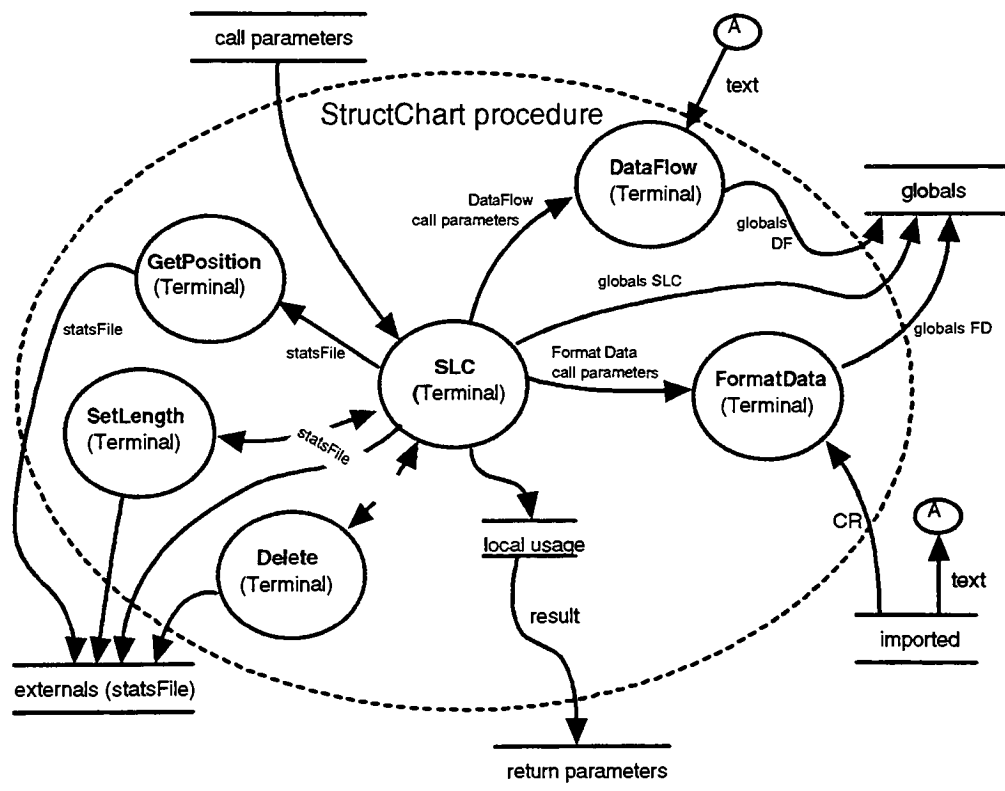 call parameters
A
text
StructChart procedure
DataFlow
(Terminal)
globals
DataFlow
call parameters
globals
DF
GetPosition
(Terminal)
globals SLC
statsFile
statsFile
globals FD
SLC
(Terminal)
Format Data
call parameters
FormatData
(Terminal)
SetLength
(Terminal)
statsFile
CR
A
Delete
(Terminal)
local usage
text
result
imported
externals (statsFile)
return parameters